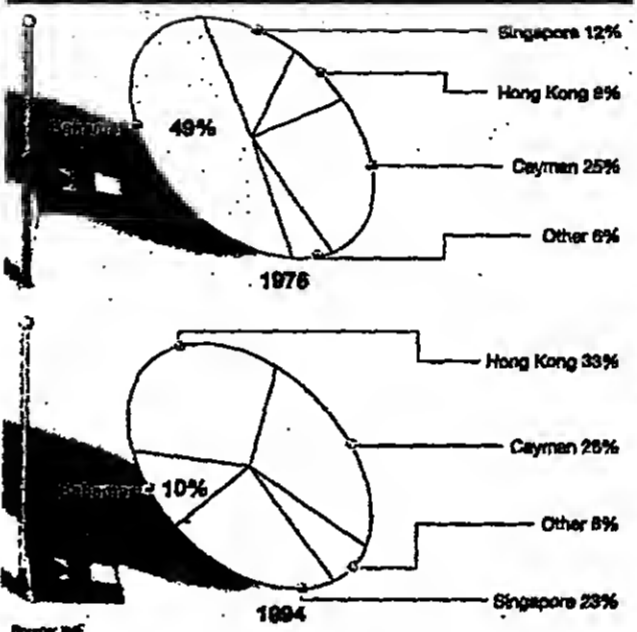 Singapore 12%
Hong Kong 8%
49%
Cayman 25%
Other 6%
1976
Hong Kong 33%
Cayman 26%
Bahamas 10%
Other 8%
Singapore 23%
1994